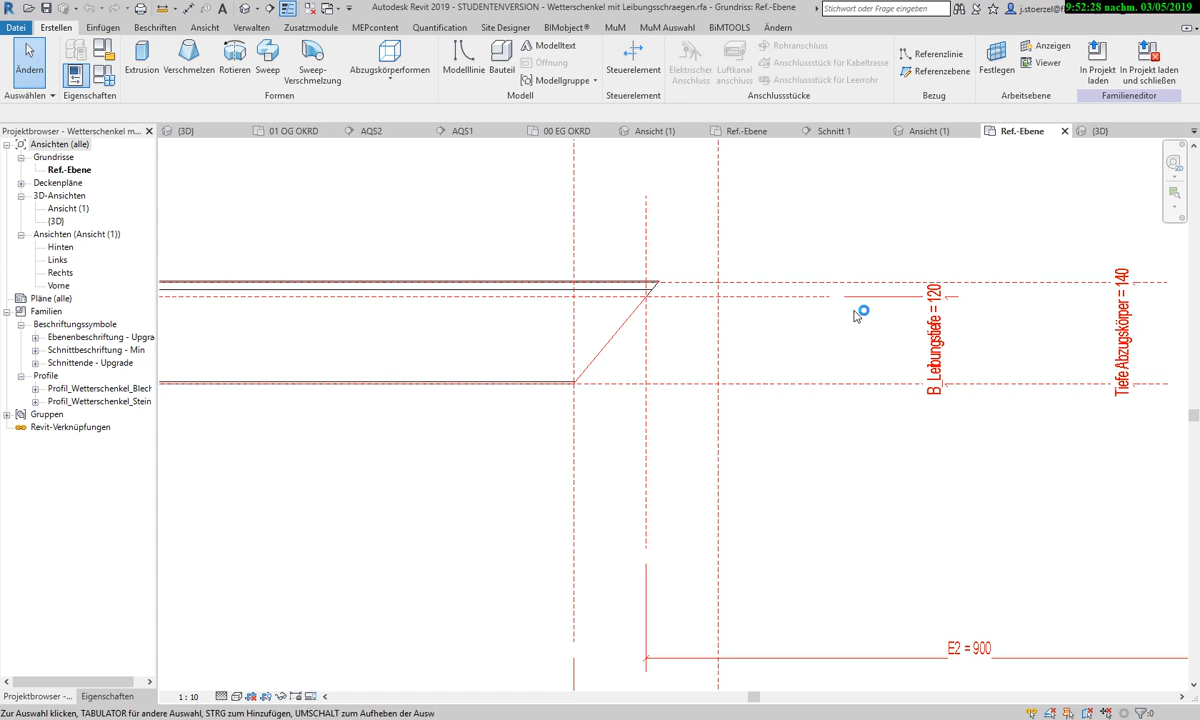 Autodesk Revit 2019 - STUDENTENVERSION - Wetterschenkel mit Leibungsschraegen.rfa - Grundriss: Ref.-Ebene
Stichwort oder Frage eingeben
9:52:28 nachm. 03/05/2019
Datei Erstellen Einfügen Beschriften Ansicht Verwalten Zusatzmodule MEPcontent Quantification Site Designer BIMobject® MuM MuM Auswahl BiMTOOLS Ändern
Ändern
Extrusion Verschmelzen Rotieren Sweep Sweep-Verschmelzung Abzugskörperformen
Modelltext
Öffnung
Modellgruppe
Modelllinie Bauteil
Steuerelement
Elektrischer Anschluss Luftkanal anschluss
Rohranschluss
Anschlussstück für Kabeltrasse
Anschlussstück für Leerrohr
Referenzlinie
Referenzebene
Festlegen
Anzeigen
Viewer
In Projekt laden
In Projekt laden und schließen
Auswählen Eigenschaften Formen Modell Steuerelement Anschlussstücke Bezug Arbeitsebene Familieneditor
Projektbrowser - Wetterschenkel m...
{3D} 01 OG OKRD AQS2 AQS1 00 EG OKRD Ansicht (1) Ref.-Ebene Schnitt 1 Ansicht (1) Ref.-Ebene {3D}
Ansichten (alle)
Grundrisse
Ref.-Ebene
Deckenpläne
3D-Ansichten
Ansicht (1)
{3D}
Ansichten (Ansicht (1))
Hinten
Links
Rechts
Vorne
Pläne (alle)
Familien
Beschriftungssymbole
Ebenenbeschriftung - Upgra
Schnittbeschriftung - Min
Schnittende - Upgrade
Profile
Profil_Wetterschenkel_Blech
Profil_Wetterschenkel_Stein
Gruppen
Revit-Verknüpfungen
B_Leibungstiefe = 120
Tiefe Abzugskörper = 140
E2 = 900
Projektbrowser -... Eigenschaften
1 : 10
Zur Auswahl klicken, TABULATOR für andere Auswahl, STRG zum Hinzufügen, UMSCHALT zum Aufheben der Ausw
:0